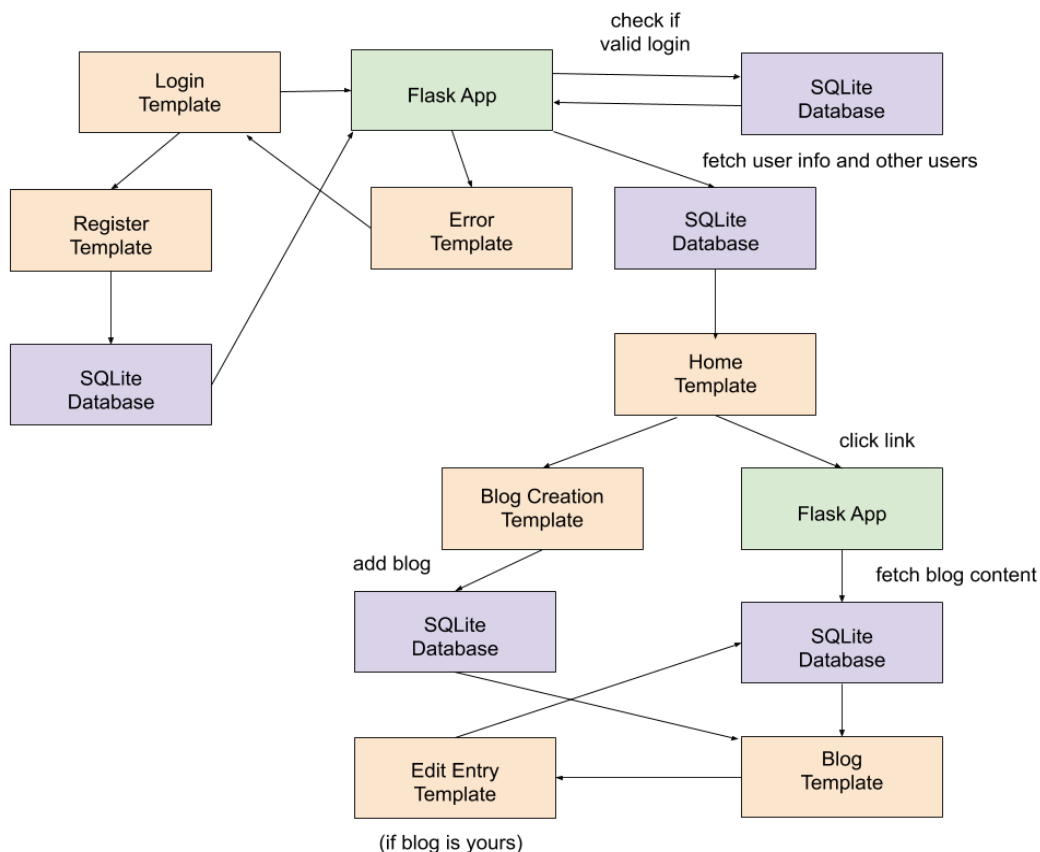 check if
valid login
Login
Template
Flask App
SQLite
Database
fetch user info and other users
Register
Template
Error
Template
SQLite
Database
SQLite
Database
Home
Template
click link
Blog Creation
Template
Flask App
add blog
fetch blog content
SQLite
Database
SQLite
Database
Edit Entry
Template
Blog
Template
(if blog is yours)